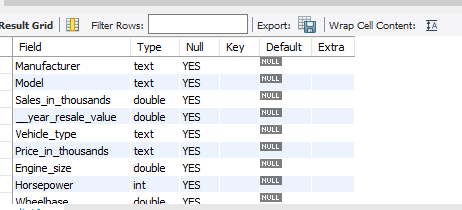 Result Grid Filter Rows: Export: Wrap Cell Content: IA
Field Type Null Key Default Extra
Manufacturer text YES NULL
Model text YES NULL
Sales_in_thousands double YES NULL
__year_resale_value double YES NULL
Vehicle_type text YES NULL
Price_in_thousands text YES NULL
Engine_size double YES NULL
Horsepower int YES NULL
Wheelbase double YES NULL